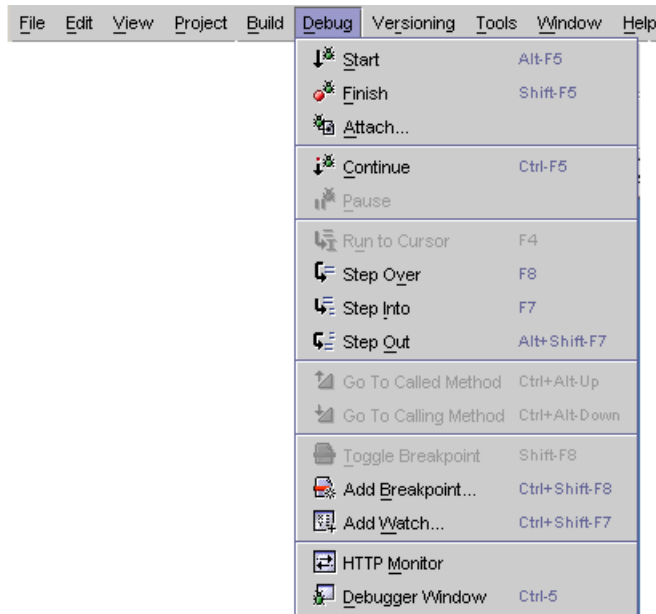 File Edit View Project Build Debug Versioning Tools Window Help
Start Alt-F5
Finish Shift-F5
Attach...
Continue Ctrl-F5
Pause
Run to Cursor F4
Step Over F8
Step Into F7
Step Out Alt+Shift-F7
Go To Called Method Ctrl+Alt-Up
Go To Calling Method Ctrl+Alt-Down
Toggle Breakpoint Shift-F8
Add Breakpoint... Ctrl+Shift-F8
Add Watch... Ctrl+Shift-F7
HTTP Monitor
Debugger Window Ctrl-5